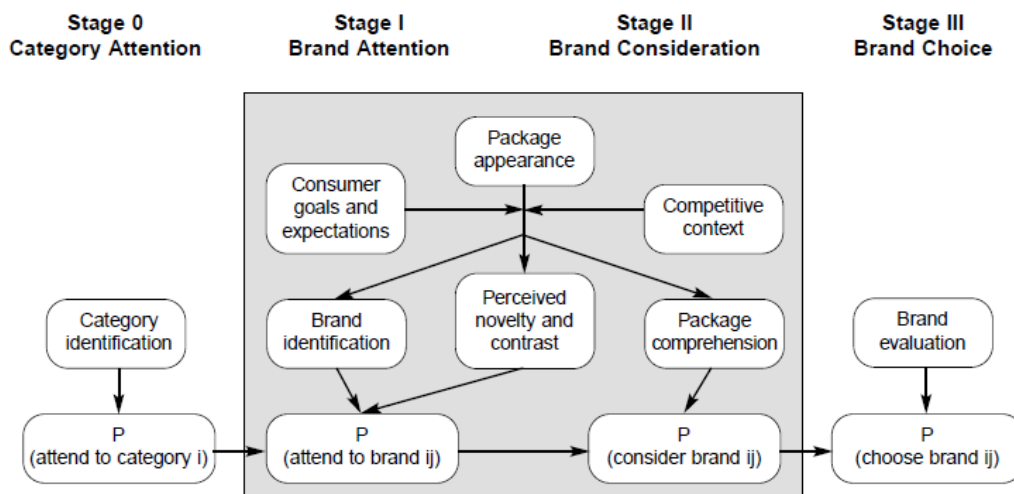 Stage 0
Category Attention
Stage I
Brand Attention
Stage II
Brand Consideration
Stage III
Brand Choice
Package
appearance
Consumer
goals and
expectations
Competitive
context
Category
identification
Brand
identification
Perceived
novelty and
contrast
Package
comprehension
Brand
evaluation
P
(attend to category i)
P
(attend to brand ij)
P
(consider brand ij)
P
(choose brand ij)